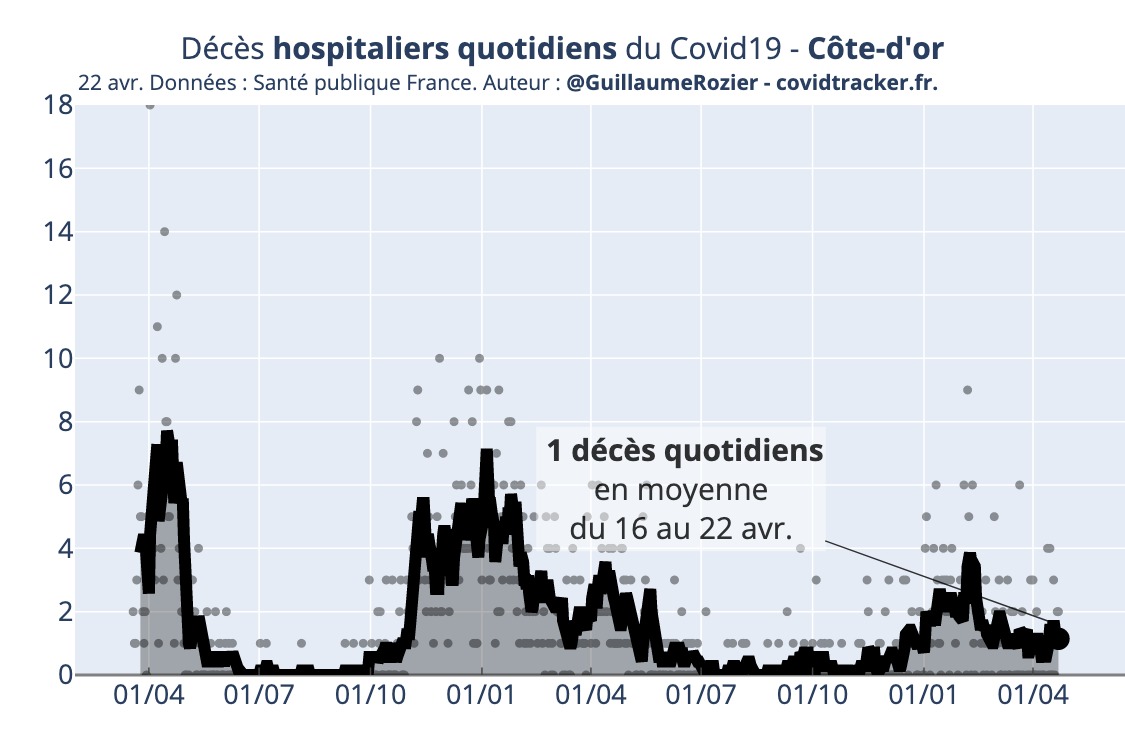 Décès hospitaliers quotidiens du Covid19 - Côte-d'or
22 avr. Données : Santé publique France. Auteur : @GuillaumeRozier - covidtracker.fr.
18
16
14
12
10
8
6
4
2
0
1 décès quotidiens
en moyenne
du 16 au 22 avr.
01/04 01/07 01/10 01/01 01/04 01/07 01/10 01/01 01/04